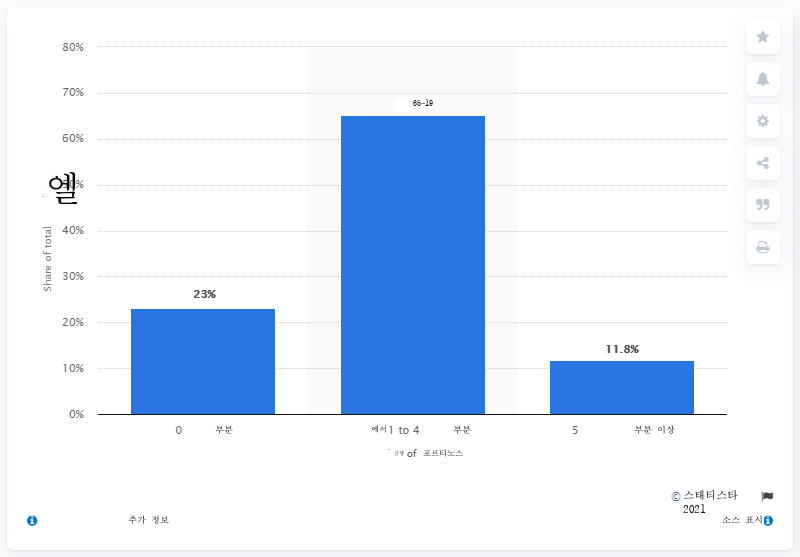 80%
70%
65-19
60%
엘
50%
40%
Share of total
30%
23%
20%
11.8%
10%
0%
0 부분 에서 1 to 4 부분 5 부분 이상
of 포르티노스
© 스태티스타 2021
추가 정보 소스 표시